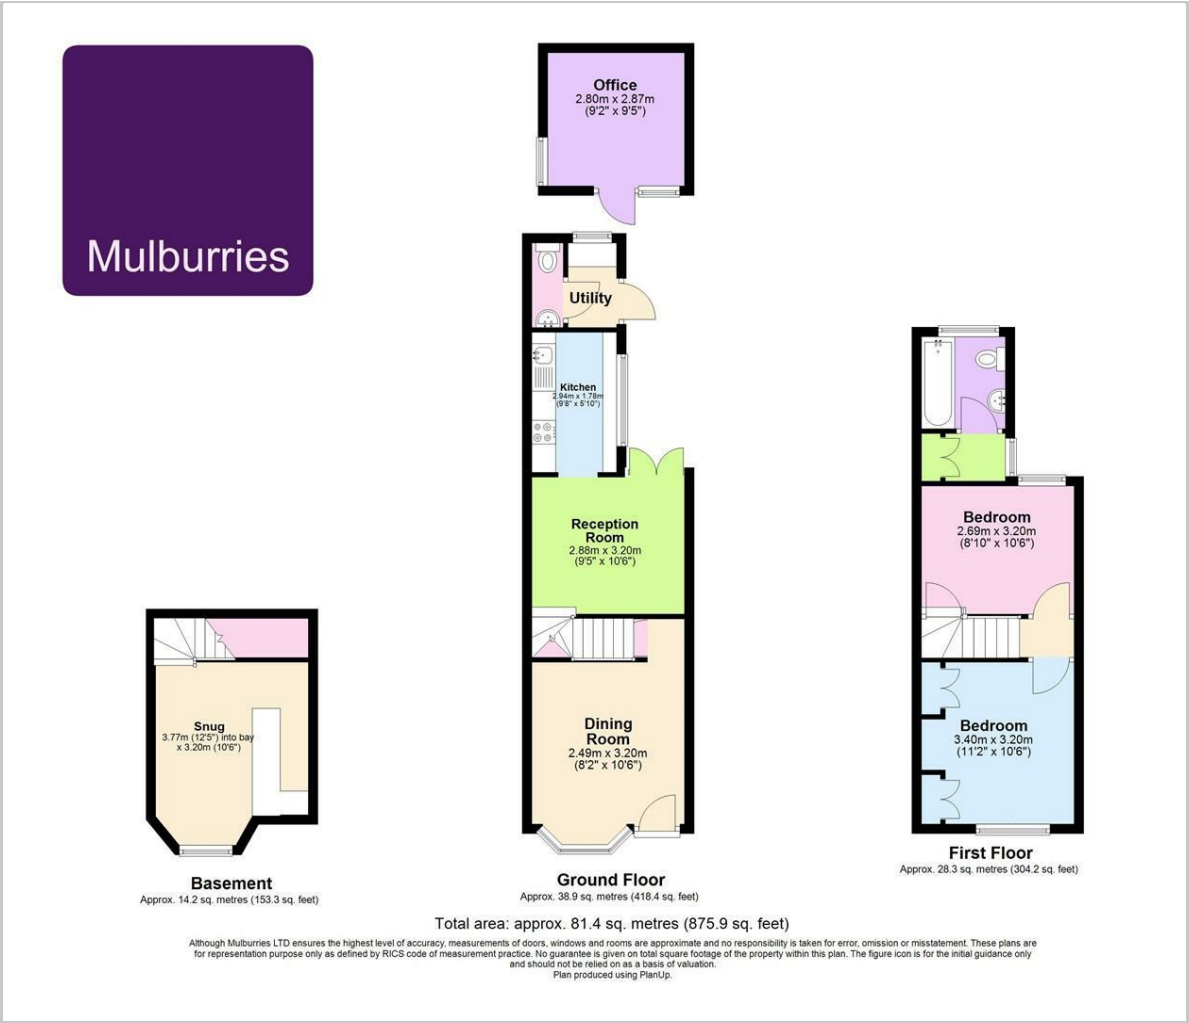 Mulburries
Office
2.80m x 2.87m
(9'2" x 9'5")
Utility
Kitchen
2.94m x 1.78m
(9'8" x 5'10")
Reception
Room
2.88m x 3.20m
(9'5" x 10'6")
Dining
Room
2.49m x 3.20m
(8'2" x 10'6")
Ground Floor
Approx. 38.9 sq. metres (418.4 sq. feet)
Snug
3.77m (12'5") into bay
x 3.20m (10'6")
Basement
Approx. 14.2 sq. metres (153.3 sq. feet)
Bedroom
2.69m x 3.20m
(8'10" x 10'6")
Bedroom
3.40m x 3.20m
(11'2" x 10'6")
First Floor
Approx. 28.3 sq. metres (304.2 sq. feet)
Total area: approx. 81.4 sq. metres (875.9 sq. feet)
Although Mulburries LTD ensures the highest level of accuracy, measurements of doors, windows and rooms are approximate and no responsibility is taken for error, omission or misstatement. These plans are
for representation purpose only as defined by RICS code of measurement practice. No guarantee is given on total square footage of the property within this plan. The figure icon is for the initial guidance only
and should not be relied on as a basis of valuation.
Plan produced using PlanUp.